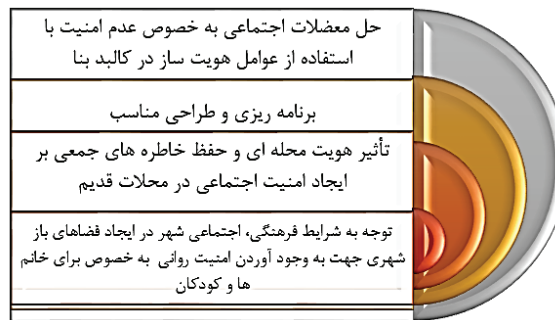 حل معضلات اجتماعی به خصوص عدم امنیت با
استفاده از عوامل هویت ساز در کالبد بنا
برنامه ریزی و طراحی مناسب
تأثیر هویت محله ای و حفظ خاطره های جمعی بر
ایجاد امنیت اجتماعی در محلات قدیم
توجه به شرایط فرهنگی، اجتماعی شهر در ایجاد فضاهای باز
شهری جهت به وجود آوردن امنیت روانی به خصوص برای خانم
ها و کودکان